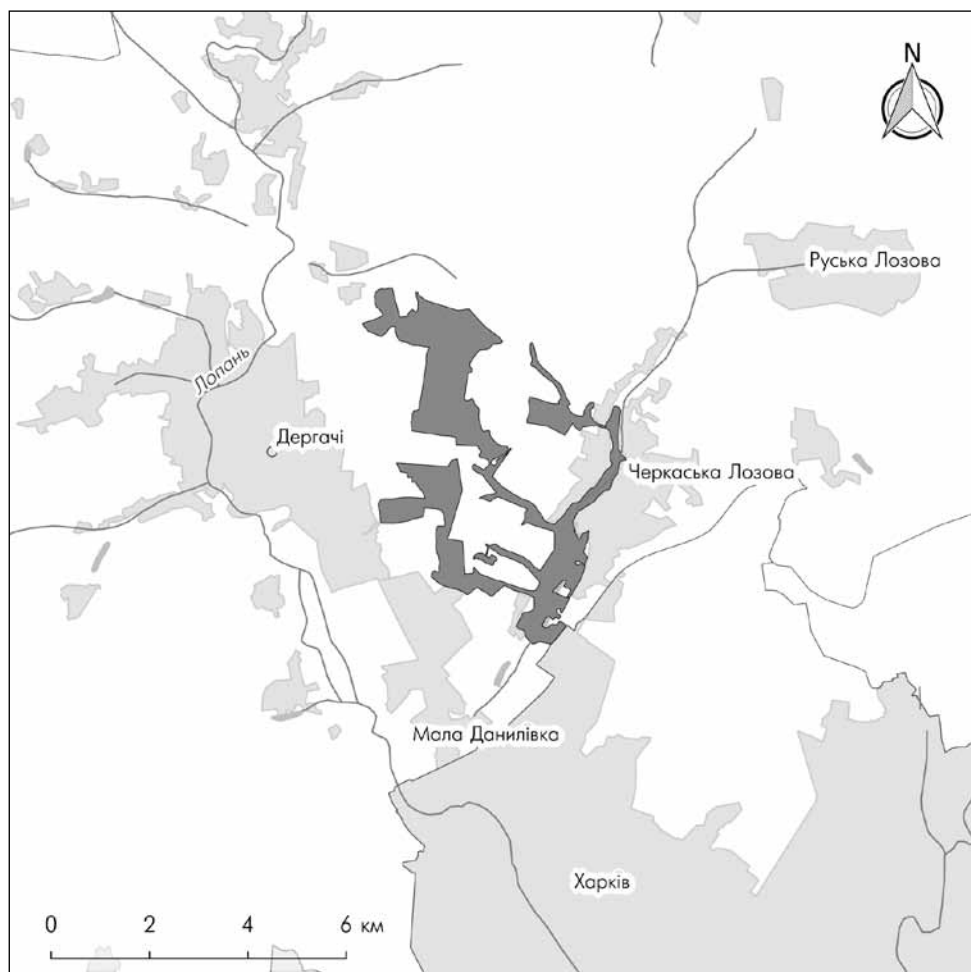 N
Руська Лозова
Лопань
Дергачі
Черкаська Лозова
Мала Данилівка
Харків
0 2 4 6 км